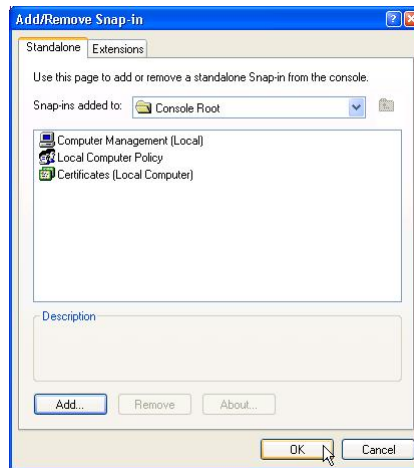 Add/Remove Snap-in
Standalone Extensions
Use this page to add or remove a standalone Snap-in from the console.
Snap-ins added to: Console Root
Computer Management (Local)
Local Computer Policy
Certificates (Local Computer)
Description
Add... Remove About...
OK Cancel